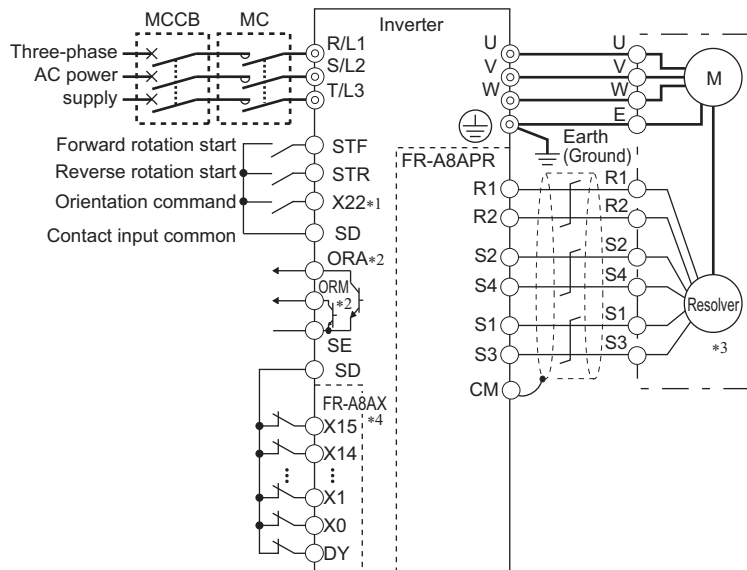 MCCB
MC
Inverter
Three-phase
AC power
supply
R/L1
S/L2
T/L3
U
V
W
U
V
W
E
M
Earth
(Ground)
Forward rotation start
STF
Reverse rotation start
STR
Orientation command
X22*1
Contact input common
SD
FR-A8APR
ORA*2
ORM
*2
SE
SD
R1
R2
S2
S4
S1
S3
CM
R1
R2
S2
S4
S1
S3
Resolver
*3
FR-A8AX
*4
X15
X14
X1
X0
DY